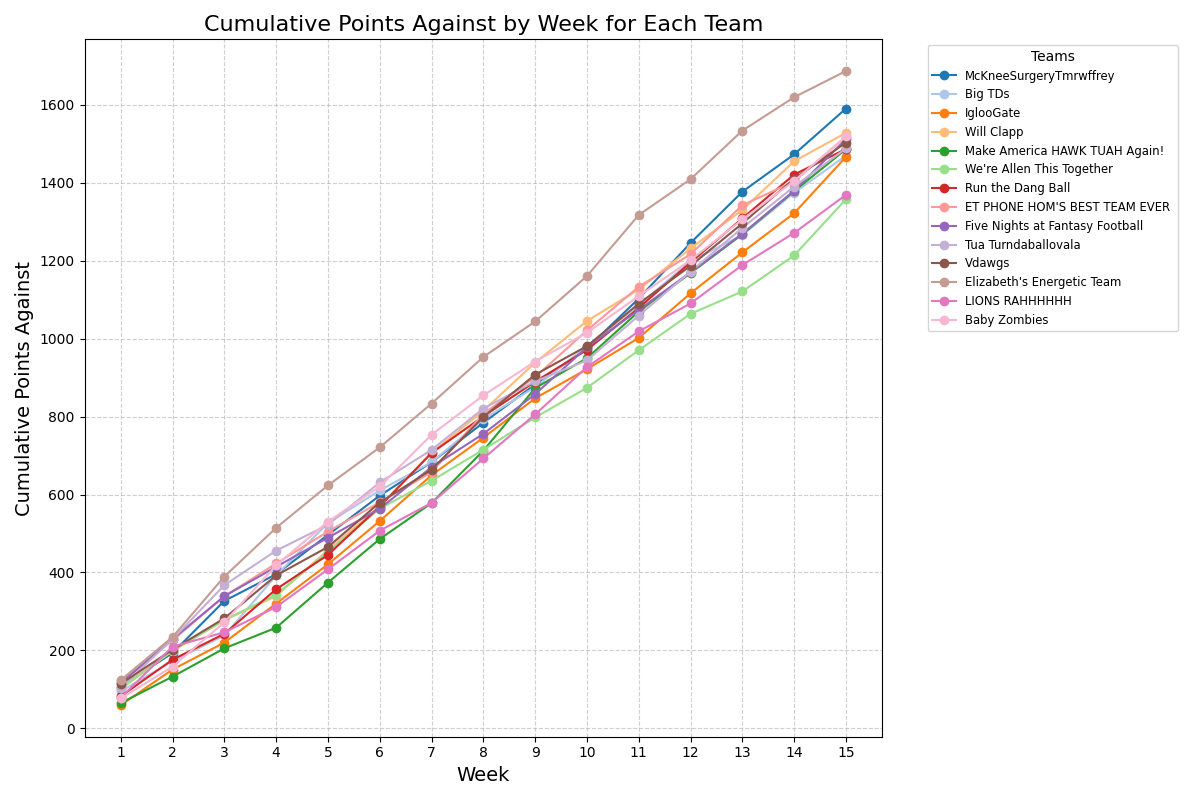 Cumulative Points Against by Week for Each Team
Cumulative Points Against
1600
1400
1200
1000
800
600
400
200
0
1 2 3 4 5 6 7 8 9 10 11 12 13 14 15
Week
Teams
McKneeSurgeryTmrwffrey
Big TDs
IglooGate
Will Clapp
Make America HAWK TUAH Again!
We're Allen This Together
Run the Dang Ball
ET PHONE HOM'S BEST TEAM EVER
Five Nights at Fantasy Football
Tua Turndaballovala
Vdawgs
Elizabeth's Energetic Team
LIONS RAHHHHHH
Baby Zombies